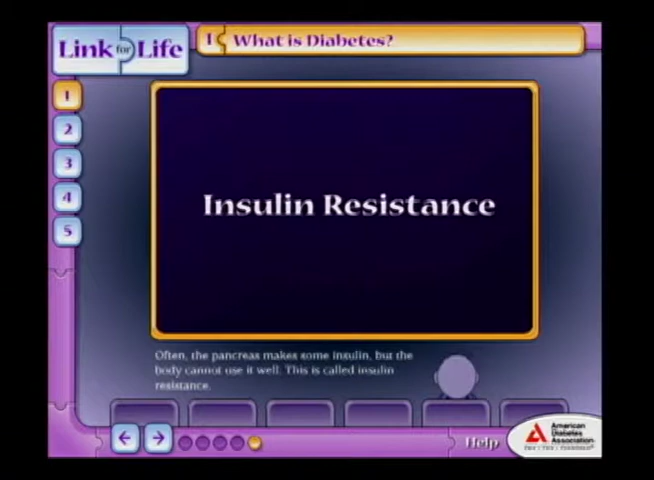 Link for Life
1 What is Diabetes?
1
2
3
4
5
Insulin Resistance
Often, the pancreas makes some insulin, but the
body cannot use it well. This is called insulin
resistance.
Help
American
Diabetes
Association.